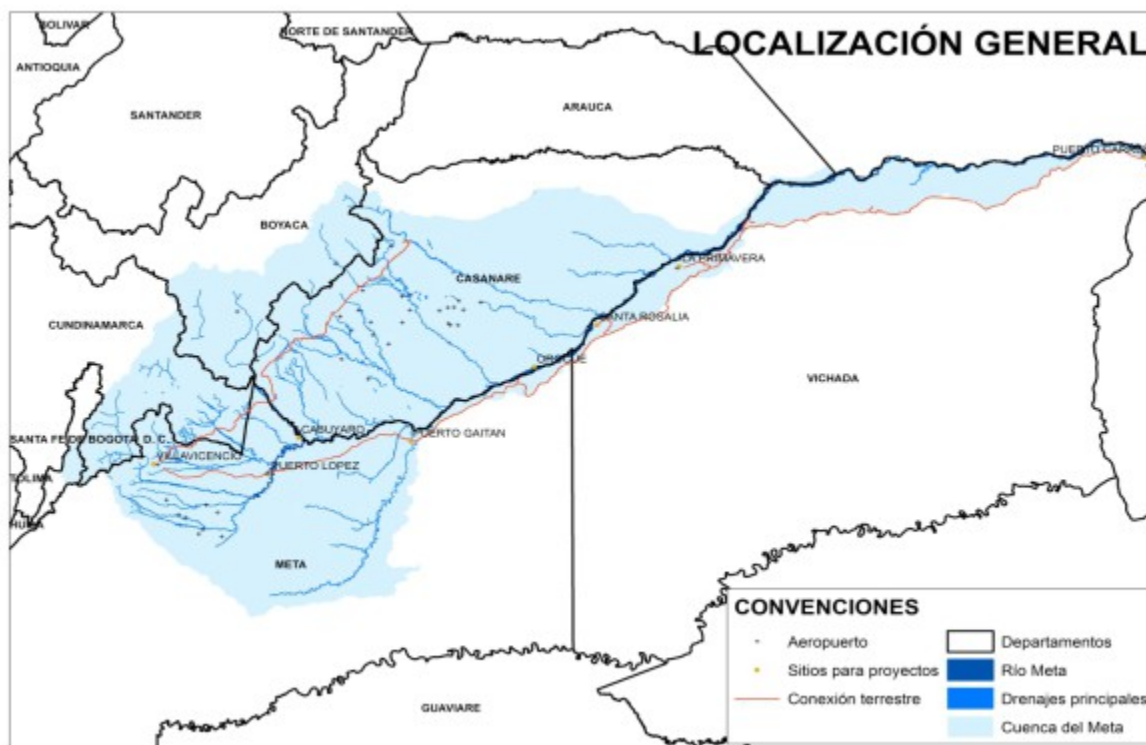 BOLIVAR
NORTE DE SANTANDER
LOCALIZACIÓN GENERAL
ANTIOQUIA
SANTANDER
ARAUCA
BOYACA
LA PRIMAVERA
CASANARE
CUNDINAMARCA
SANTA ROSALIA
OROCUE
VICHADA
SANTA FE DE BOGOTA D. C.
CABUYARO
PUERTO GAITAN
VILLAVICENCIO
PUERTO LOPEZ
TOLIMA
HUILA
META
GUAVIARE
CONVENCIONES
Aeropuerto
Departamentos
Sitios para proyectos
Río Meta
Conexión terrestre
Drenajes principales
Cuenca del Meta